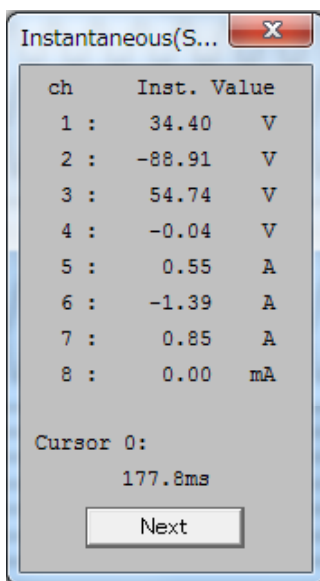 Instantaneous(S...
ch Inst. Value
1 : 34.40 V
2 : -88.91 V
3 : 54.74 V
4 : -0.04 V
5 : 0.55 A
6 : -1.39 A
7 : 0.85 A
8 : 0.00 mA
Cursor 0:
177.8ms
Next